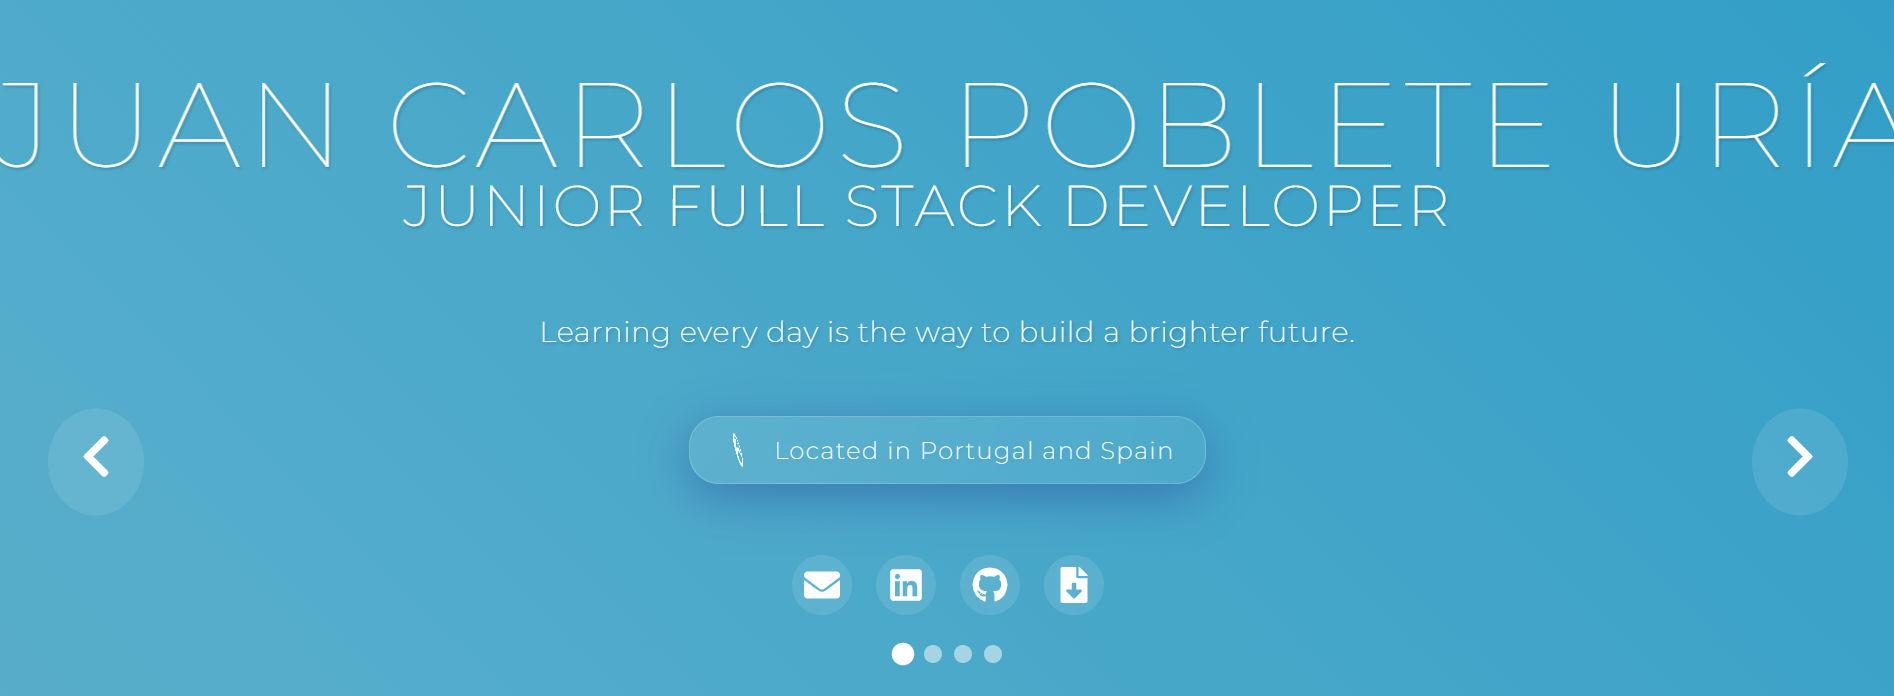 JUAN CARLOS POBLETE URÍA
JUNIOR FULL STACK DEVELOPER
Learning every day is the way to build a brighter future.
Located in Portugal and Spain
in